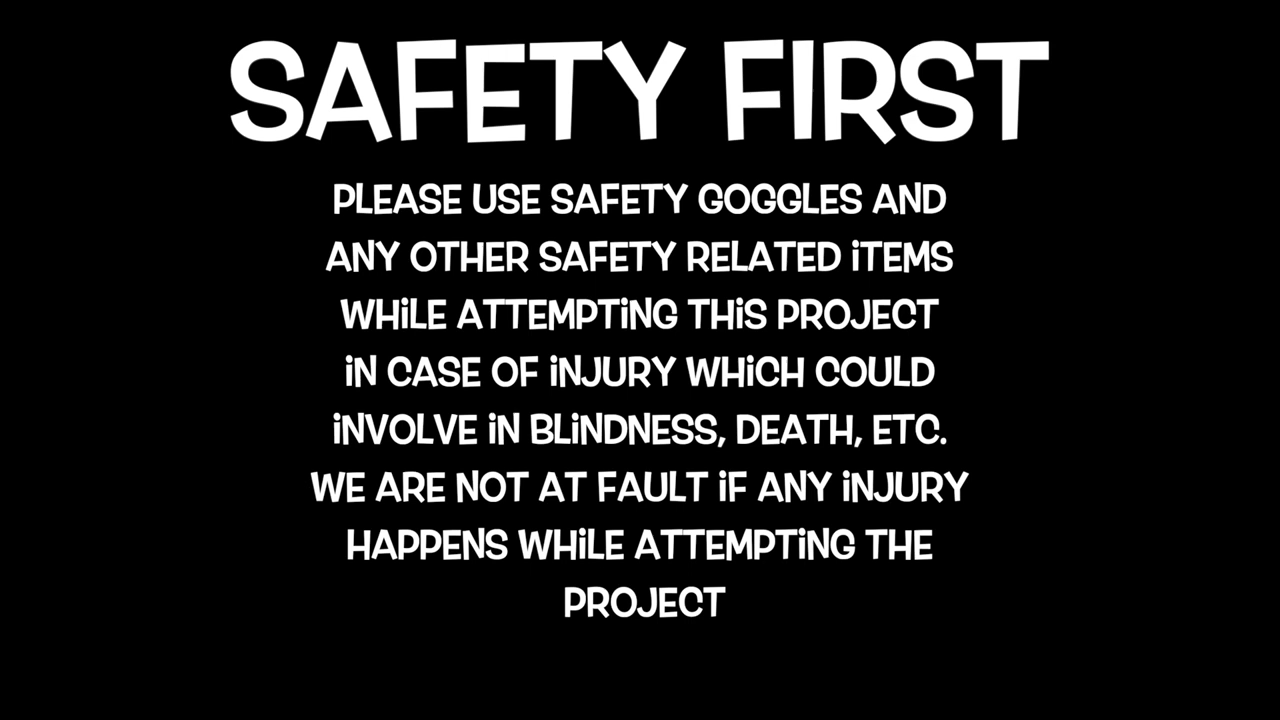 SAFETY FIRST
PLEASE USE SAFETY GOGGLES AND
ANY OTHER SAFETY RELATED iTEMS
WHiLE ATTEMPTiNG THiS PROJECT
iN CASE OF iNJURY WHiCH COULD
iNVOLVE iN BLiNDNESS, DEATH, ETC.
WE ARE NOT AT FAULT iF ANY iNJURY
HAPPENS WHiLE ATTEMPTiNG THE
PROJECT